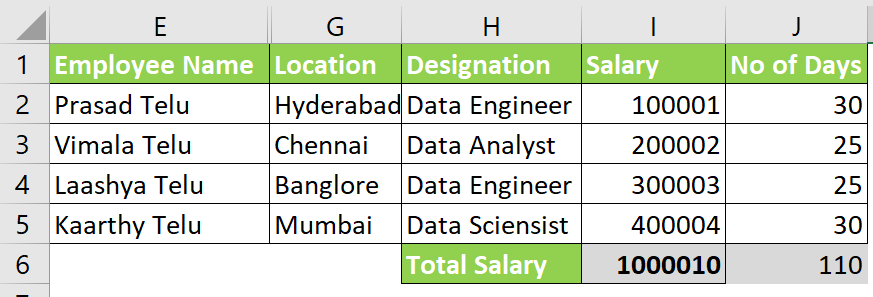 E G H I J
1 Employee Name Location Designation Salary No of Days
2 Prasad Telu Hyderabad Data Engineer 100001 30
3 Vimala Telu Chennai Data Analyst 200002 25
4 Laashya Telu Banglore Data Engineer 300003 25
5 Kaarthy Telu Mumbai Data Sciensist 400004 30
6 Total Salary 1000010 110